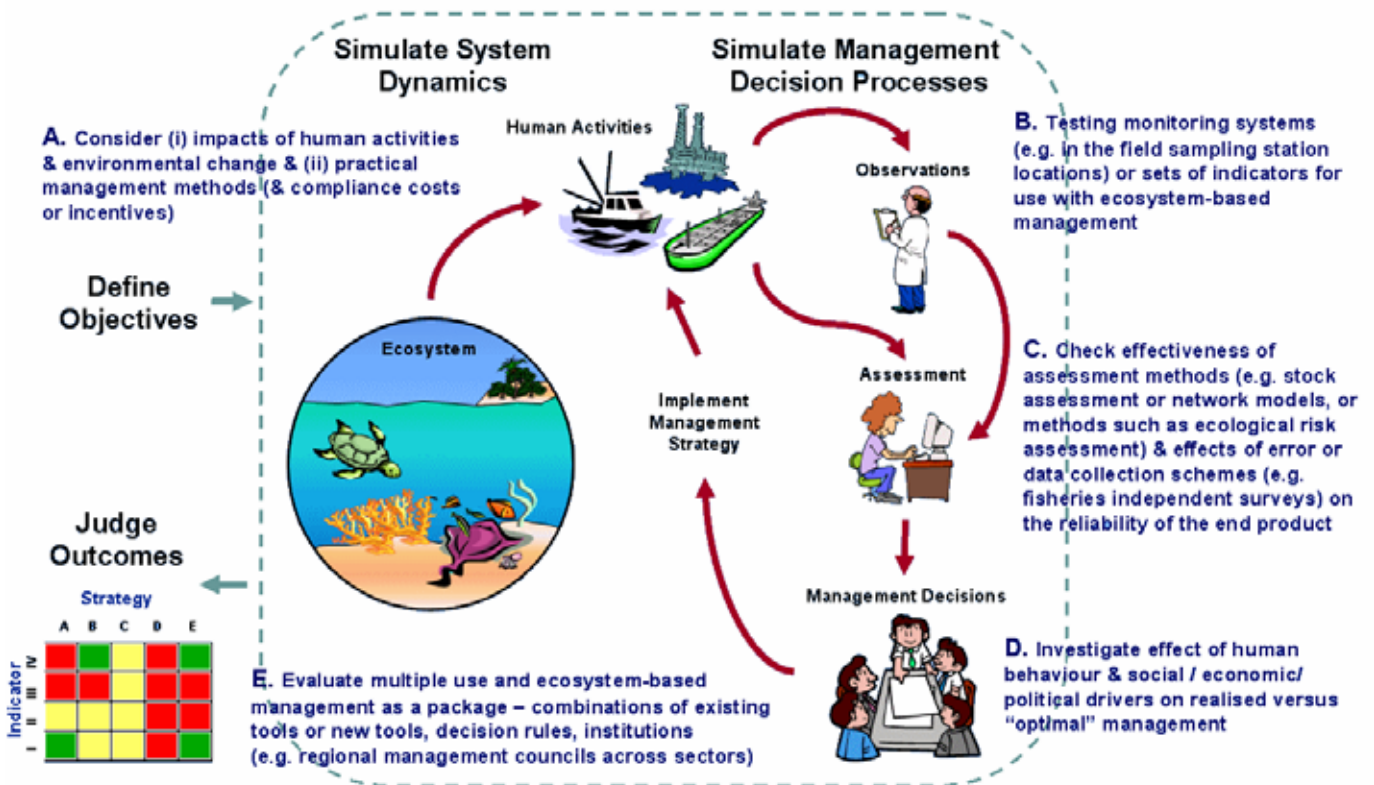 Simulate System
Dynamics
Simulate Management
Decision Processes
A. Consider (i) impacts of human activities
& environmental change & (ii) practical
management methods (& compliance costs
or incentives)
Human Activities
Observations
B. Testing monitoring systems
(e.g. in the field sampling station
locations) or sets of indicators for
use with ecosystem-based
management
Define
Objectives
Ecosystem
Implement
Management
Strategy
Assessment
C. Check effectiveness of
assessment methods (e.g. stock
assessment or network models, or
methods such as ecological risk
assessment) & effects of error or
data collection schemes (e.g.
fisheries independent surveys) on
the reliability of the end product
Judge
Outcomes
Strategy
A B C D E
Indicator
IV
III
II
I
Management Decisions
D. Investigate effect of human
behaviour & social / economic/
political drivers on realised versus
“optimal” management
E. Evaluate multiple use and ecosystem-based
management as a package – combinations of existing
tools or new tools, decision rules, institutions
(e.g. regional management councils across sectors)